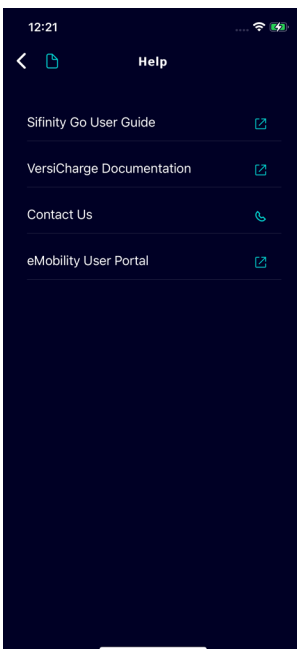 12:21
Help
Sifinity Go User Guide
VersiCharge Documentation
Contact Us
eMobility User Portal